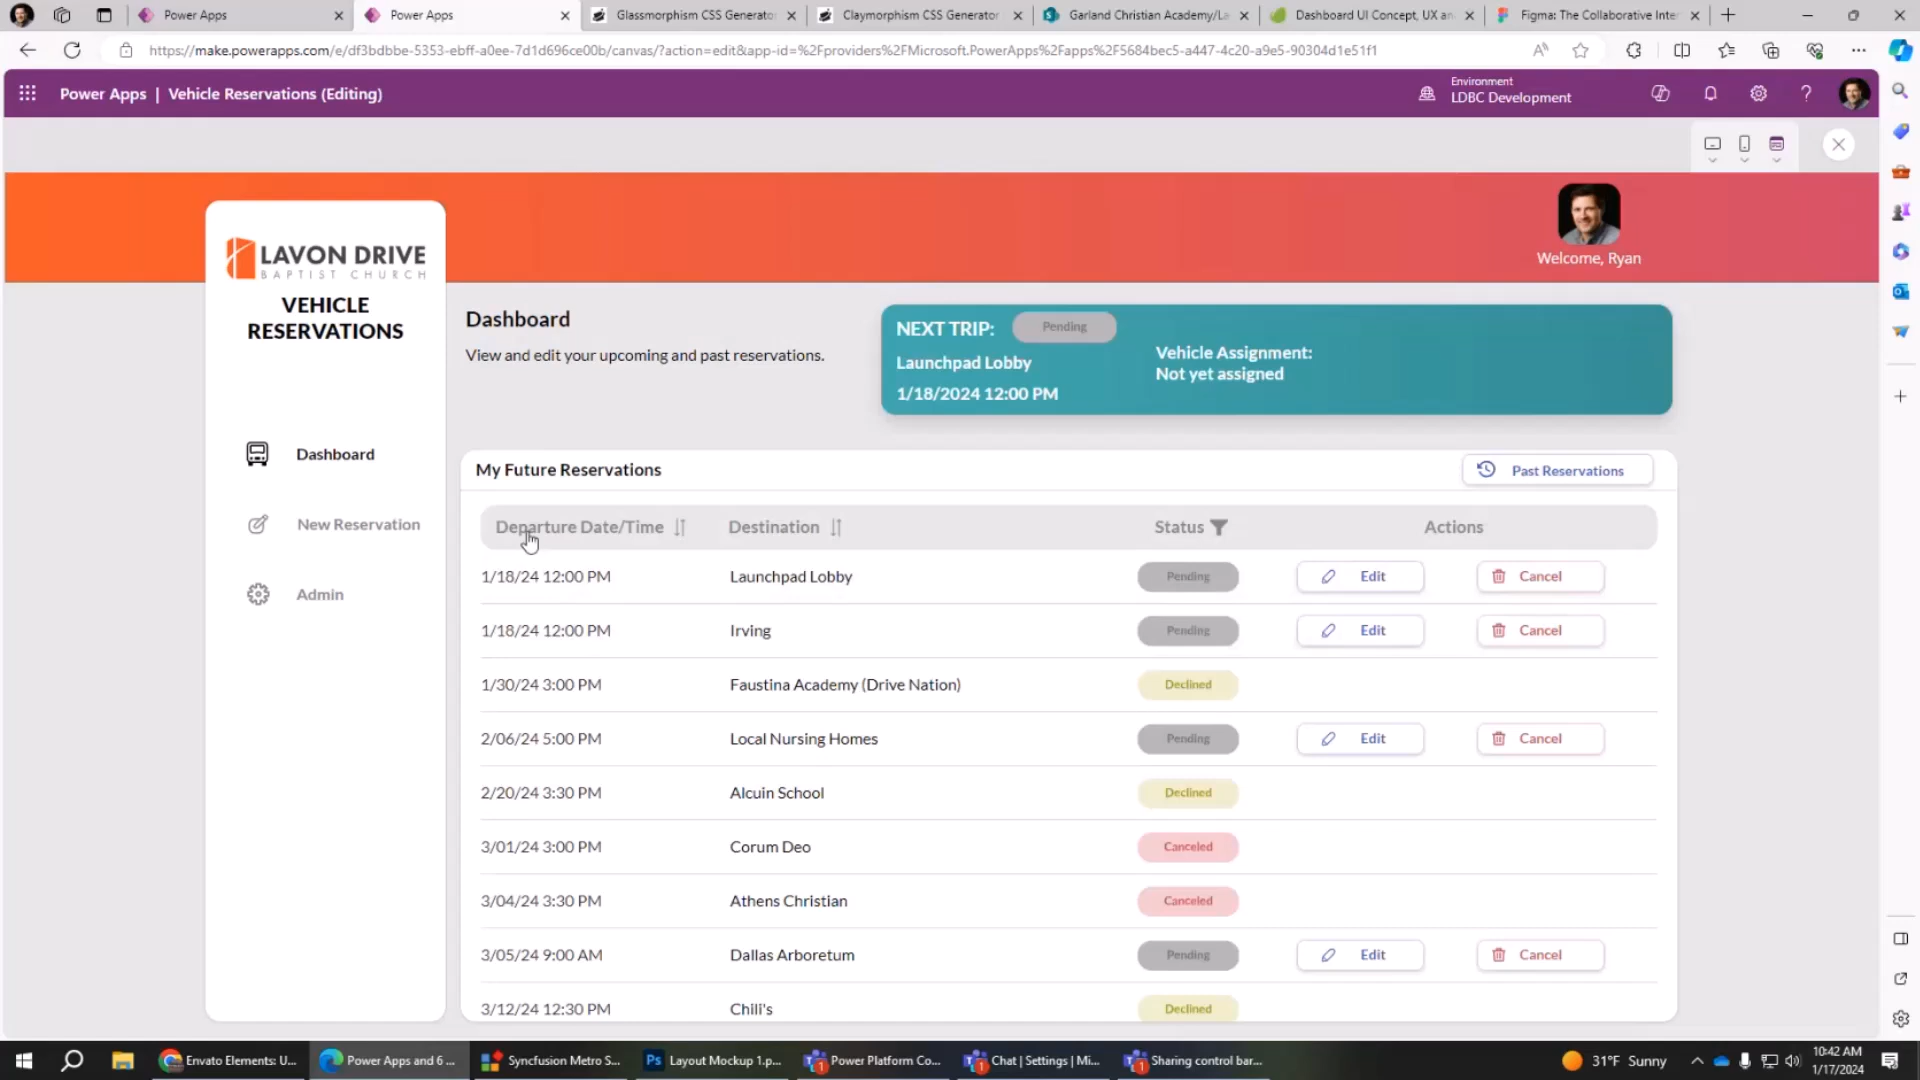 Power Apps
Power Apps
Glassmorphism CSS Generator
Claymorphism CSS Generator
Garland Christian Academy/La
Dashboard UI Concept, UX an
Figma: The Collaborative Inter
https://make.powerapps.com/e/df3bdbbe-5353-ebff-a0ee-7d1d696ce00b/canvas/?action=edit&app-id=%2Fproviders%2FMicrosoft.PowerApps%2Fapps%2F5684bec5-a447-4c20-a9e5-90304d1e51f1
Power Apps | Vehicle Reservations (Editing)
Environment
LDBC Development
Welcome, Ryan
LAVON DRIVE
BAPTIST CHURCH
VEHICLE
RESERVATIONS
Dashboard
New Reservation
Admin
Dashboard
View and edit your upcoming and past reservations.
NEXT TRIP: Pending
Launchpad Lobby
1/18/2024 12:00 PM
Vehicle Assignment:
Not yet assigned
My Future Reservations
Past Reservations
Departure Date/Time Destination Status Actions
1/18/24 12:00 PM Launchpad Lobby Pending Edit Cancel
1/18/24 12:00 PM Irving Pending Edit Cancel
1/30/24 3:00 PM Faustina Academy (Drive Nation) Declined
2/06/24 5:00 PM Local Nursing Homes Pending Edit Cancel
2/20/24 3:30 PM Alcuin School Declined
3/01/24 3:00 PM Corum Deo Canceled
3/04/24 3:30 PM Athens Christian Canceled
3/05/24 9:00 AM Dallas Arboretum Pending Edit Cancel
3/12/24 12:30 PM Chili's Declined
Envato Elements: U...
Power Apps and 6 ...
Syncfusion Metro S...
Layout Mockup 1.p...
Power Platform Co...
Chat | Settings | Mi...
Sharing control bar...
31°F Sunny
10:42 AM
1/17/2024